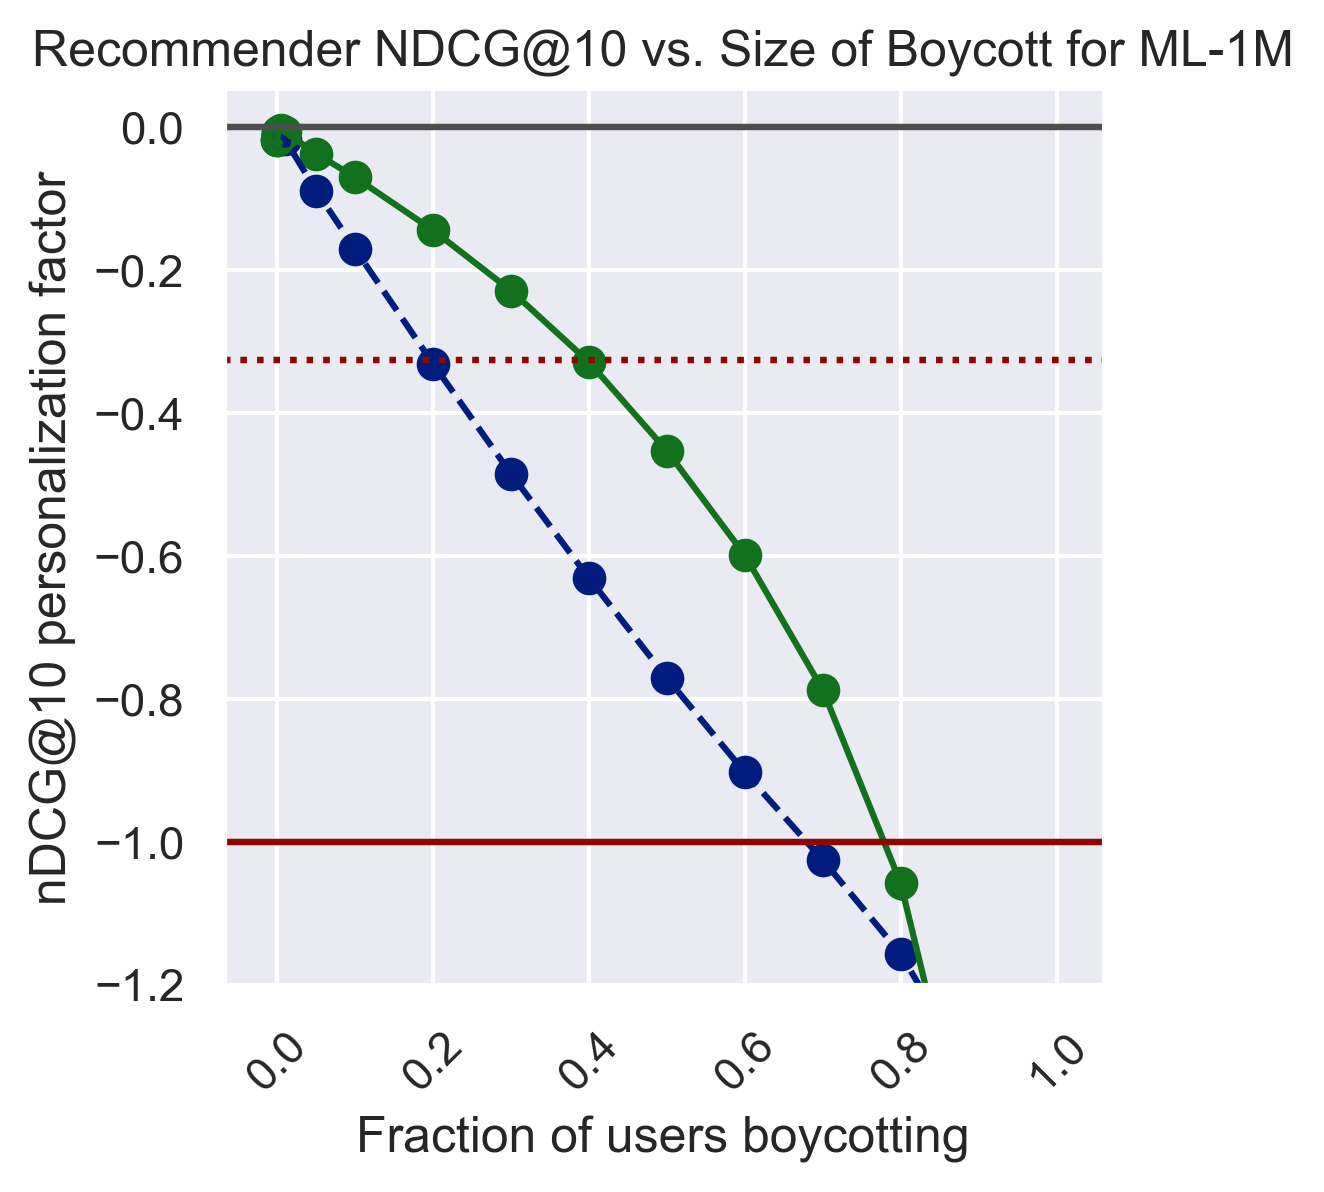 Recommender NDCG@10 vs. Size of Boycott for ML-1M
nDCG@10 personalization factor
0.0
−0.2
−0.4
−0.6
−0.8
−1.0
−1.2
0.0 0.2 0.4 0.6 0.8 1.0
Fraction of users boycotting